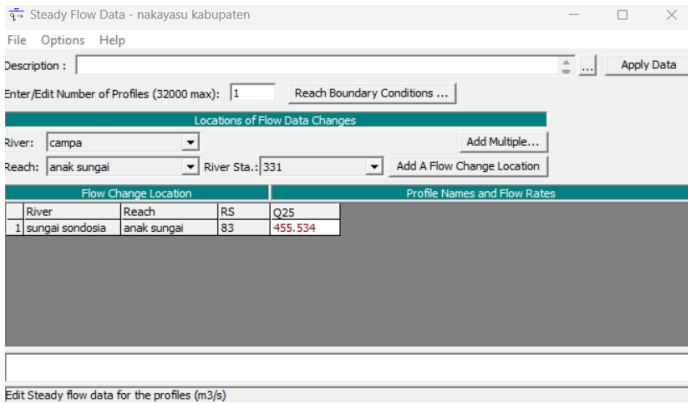 Steady Flow Data - nakayasu kabupaten
File Options Help
Description :
... Apply Data
Enter/Edit Number of Profiles (32000 max): 1 Reach Boundary Conditions ...
Locations of Flow Data Changes
River: campa Add Multiple...
Reach: anak sungai River Sta.: 331 Add A Flow Change Location
Flow Change Location Profile Names and Flow Rates
River Reach RS Q25
1 sungai sondosia anak sungai 83 455.534
Edit Steady flow data for the profiles (m3/s)